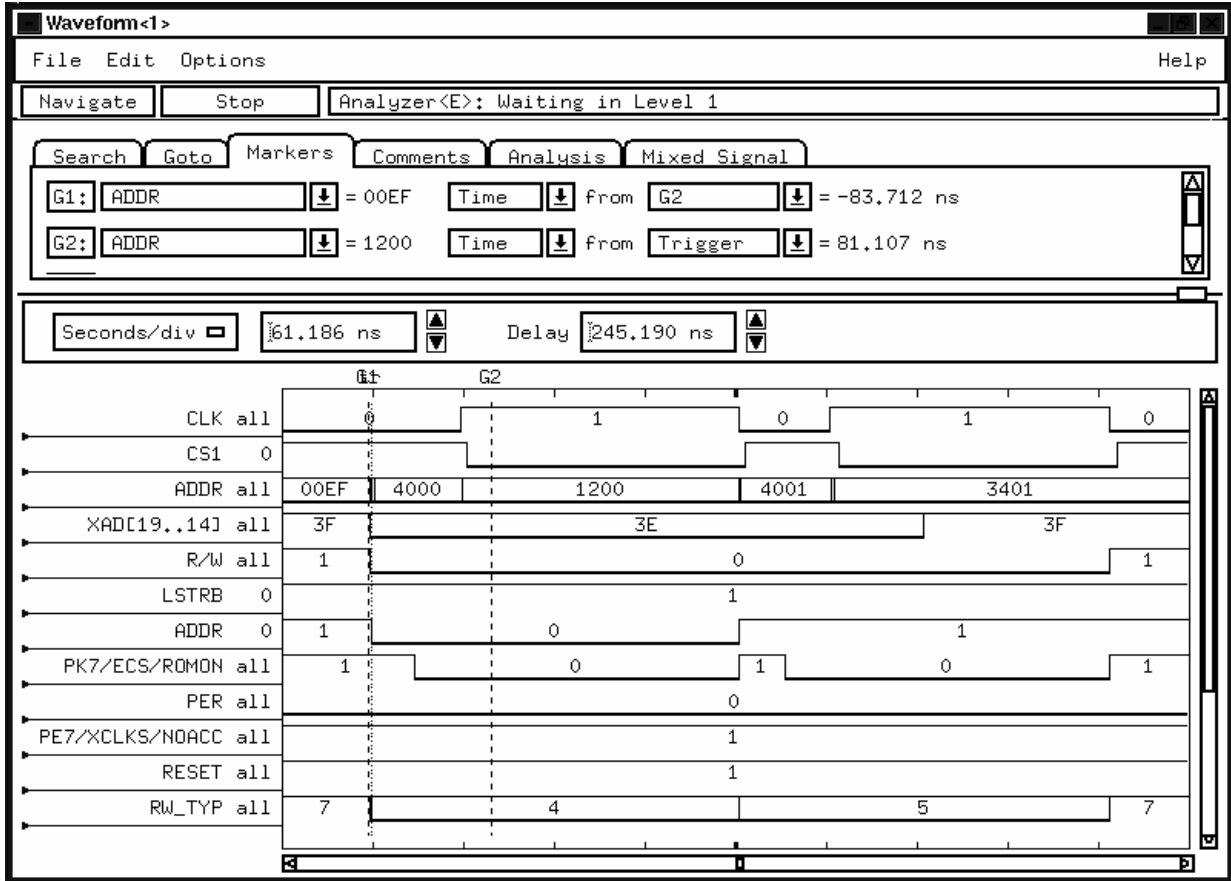 Waveform<1>
File Edit Options Help
Navigate Stop Analyzer<E>: Waiting in Level 1
Search Goto Markers Comments Analysis Mixed Signal
G1: ADDR = 00EF Time from G2 = -83.712 ns
G2: ADDR = 1200 Time from Trigger = 81.107 ns
Seconds/div 61.186 ns Delay 245.190 ns
G2
CLK all 0 1 0 1 0
CS1 0
ADDR all 00EF 4000 1200 4001 3401
XAD[19..14] all 3F 3E 3F
R/W all 1 0 1
LSTRB 0 1
ADDR 0 1 0 1
PK7/ECS/ROMON all 1 0 1 0 1
PER all 0
PE7/XCLKS/NOACC all 1
RESET all 1
RW_TYP all 7 4 5 7